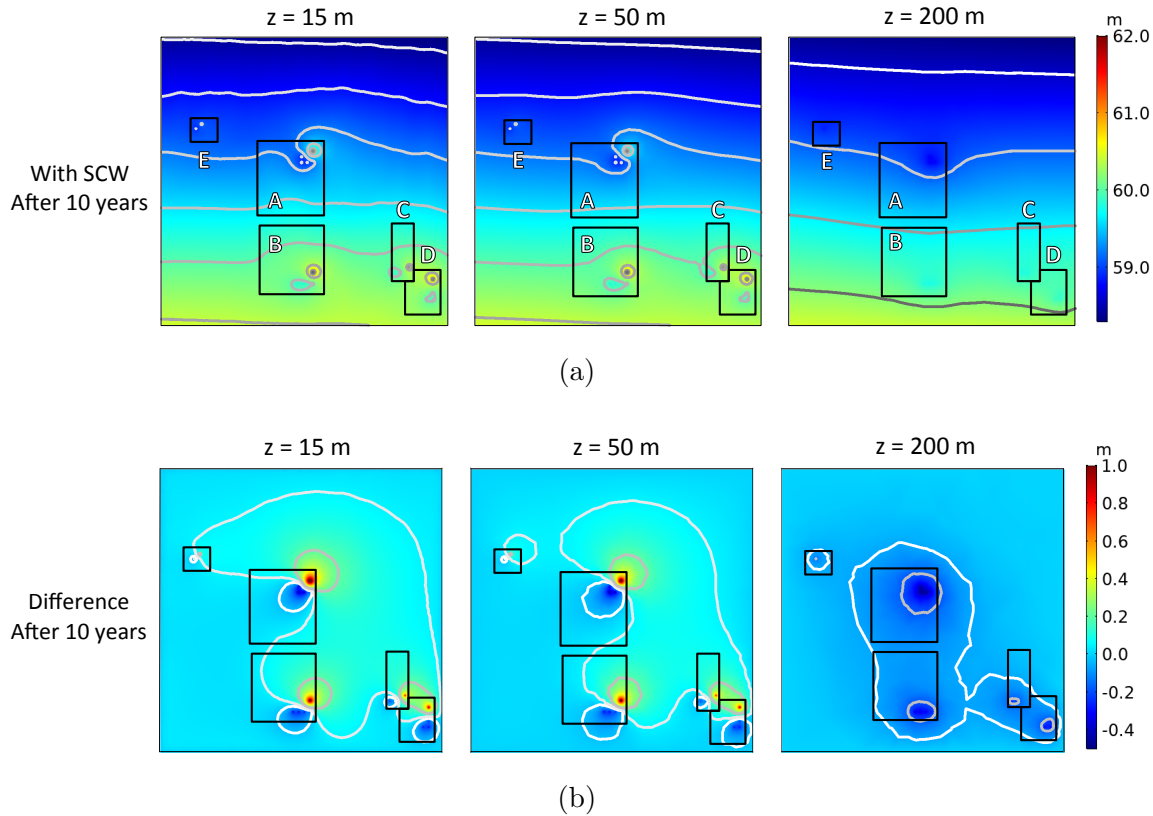 z = 15 m
z = 50 m
z = 200 m
m
62.0
61.0
60.0
59.0
With SCW
After 10 years
E
A
B
C
D
E
A
B
C
D
E
A
B
C
D
(a)
z = 15 m
z = 50 m
z = 200 m
m
1.0
0.8
0.6
0.4
0.2
0.0
-0.2
-0.4
Difference
After 10 years
(b)